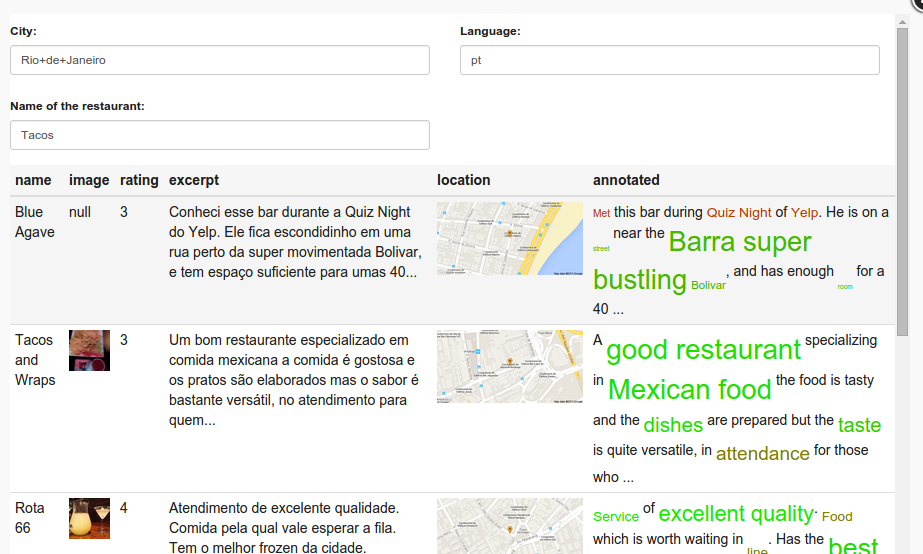 City:
Language:
Rio+de+Janeiro
pt
Name of the restaurant:
Tacos
name image rating excerpt location annotated
Blue Agave
null
3
Conheci esse bar durante a Quiz Night
do Yelp. Ele fica escondidinho em uma
rua perto da super movimentada Bolivar,
e tem espaço suficiente para umas 40...
Met this bar during Quiz Night of Yelp. He is on a
street near the Barra super
bustling Bolivar, and has enough room for a
40 ...
Tacos
and
Wraps
3
Um bom restaurante especializado em
comida mexicana a comida é gostosa e
os pratos são elaborados mas o sabor é
bastante versátil, no atendimento para
quem...
A good restaurant specializing
in Mexican food the food is tasty
and the dishes are prepared but the taste
is quite versatile, in attendance for those
who ...
Rota
66
4
Atendimento de excelente qualidade.
Comida pela qual vale esperar a fila.
Tem o melhor frozen da cidade.
Service of excellent quality. Food
which is worth waiting in line. Has the best